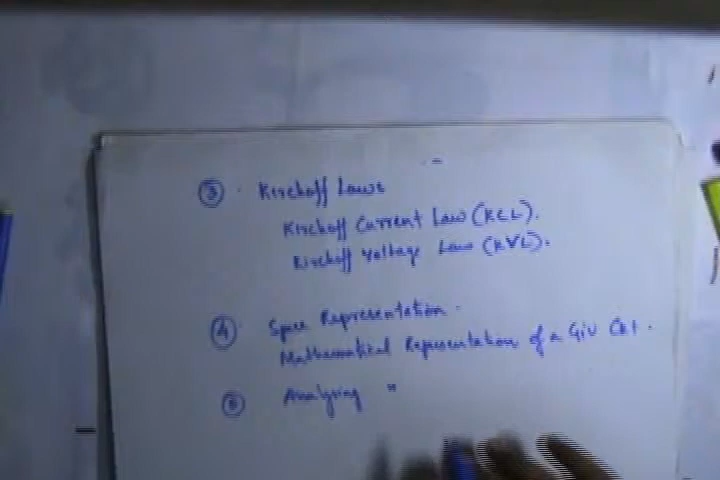 ③. Kirchoff Laws
Kirchoff Current Law (KCL).
Kirchoff Voltage Law (KVL).
④. Space Representation.
Mathematical Representation of a Giv Ckt.
⑤ Analysing "